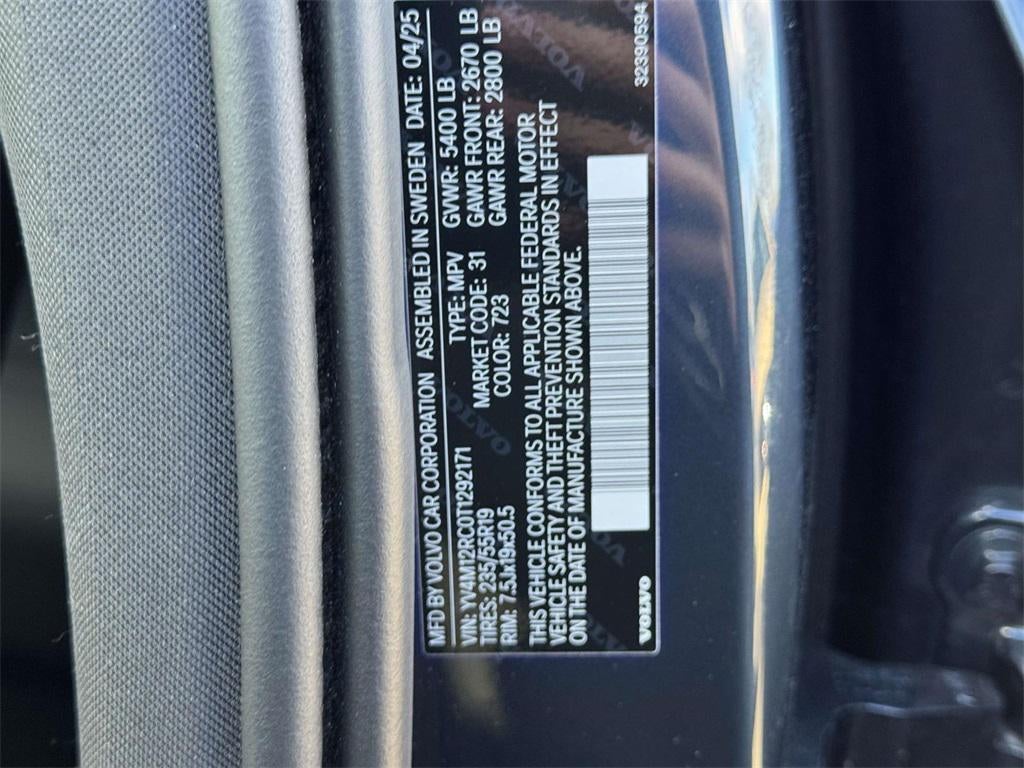 MFD BY VOLVO CAR CORPORATION ASSEMBLED IN SWEDEN DATE: 04/25
VIN: YV4M12RC0T1292171 TYPE: MPV GVWR: 5400 LB
TIRES: 235/55R19 MARKET CODE: 31 GAWR FRONT: 2670 LB
RIM: 7.5Jx19x50.5 COLOR: 723 GAWR REAR: 2800 LB
THIS VEHICLE CONFORMS TO ALL APPLICABLE FEDERAL MOTOR
VEHICLE SAFETY AND THEFT PREVENTION STANDARDS IN EFFECT
ON THE DATE OF MANUFACTURE SHOWN ABOVE.
VOLVO 32390594